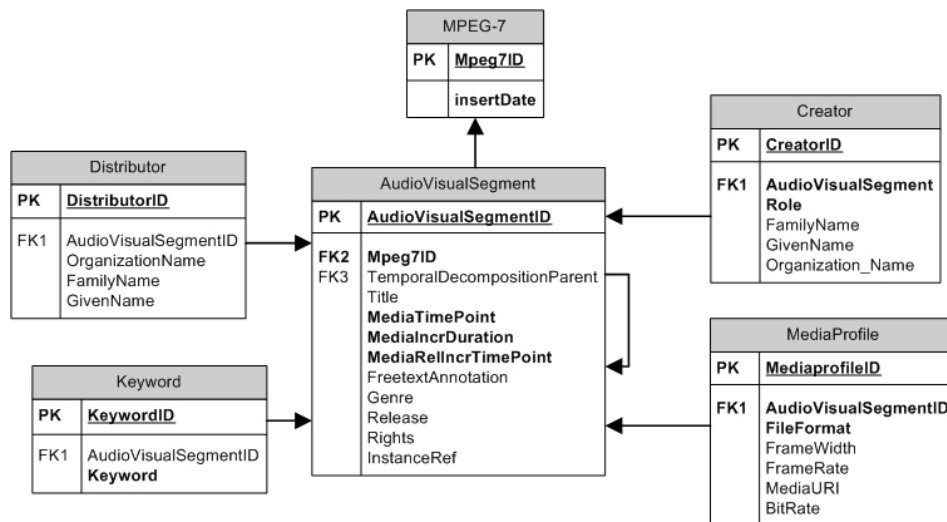 MPEG-7
PK Mpeg7ID
insertDate
Distributor
PK DistributorID
FK1 AudioVisualSegmentID
OrganizationName
FamilyName
GivenName
Keyword
PK KeywordID
FK1 AudioVisualSegmentID
Keyword
AudioVisualSegment
PK AudioVisualSegmentID
FK2 Mpeg7ID
FK3 TemporalDecompositionParent
Title
MediaTimePoint
MediaIncrDuration
MediaRelIncrTimePoint
FreetextAnnotation
Genre
Release
Rights
InstanceRef
Creator
PK CreatorID
FK1 AudioVisualSegment
Role
FamilyName
GivenName
Organization_Name
MediaProfile
PK MediaprofileID
FK1 AudioVisualSegmentID
FileFormat
FrameWidth
FrameRate
MediaURI
BitRate